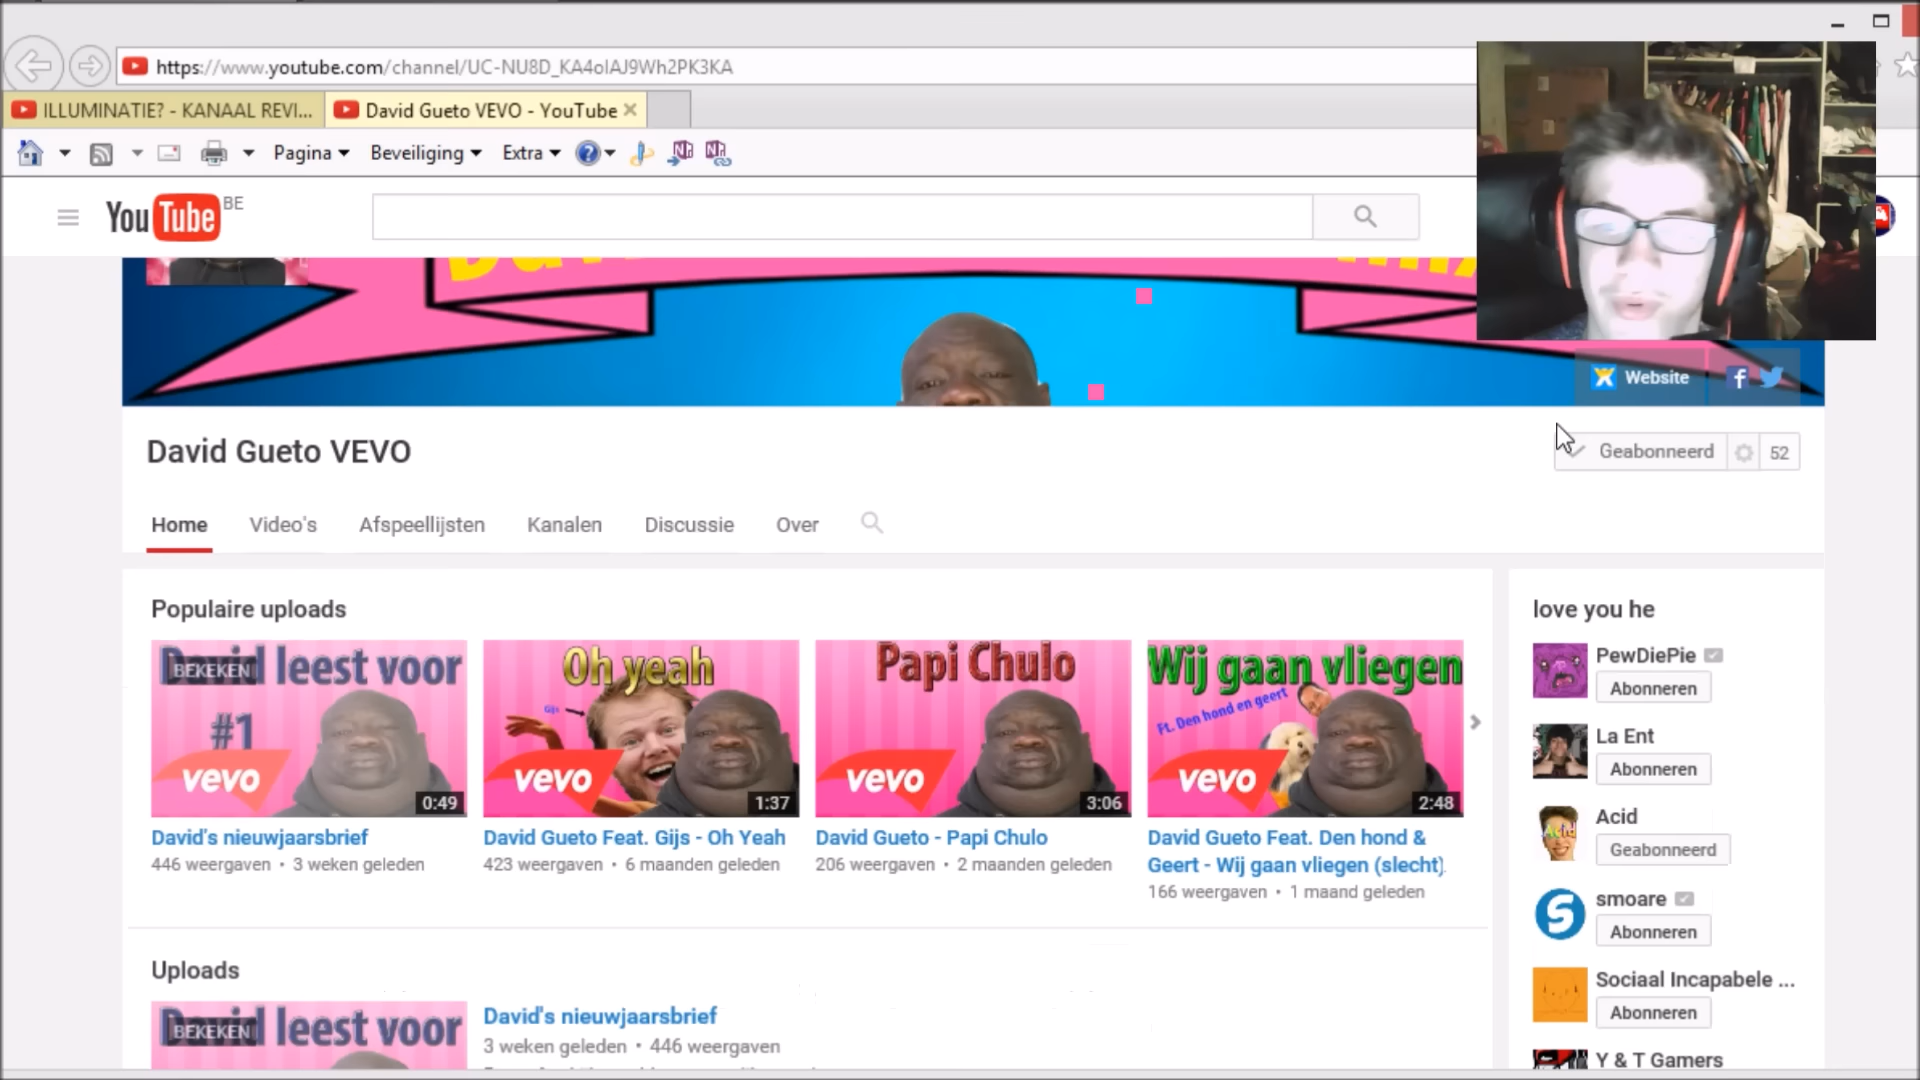 https://www.youtube.com/channel/UC-NU8D_KA4olAJ9Wh2PK3KA
ILLUMINATIE? - KANAAL REVI...
David Gueto VEVO - YouTube
Pagina
Beveiliging
Extra
YouTube BE
Website
David Gueto VEVO
Geabonneerd
52
Home
Video's
Afspeellijsten
Kanalen
Discussie
Over
Populaire uploads
David leest voor
BEKEKEN
#1
vevo
0:49
Oh yeah
Gijs
vevo
1:37
Papi Chulo
vevo
3:06
Wij gaan vliegen
Ft. Den hond en geert
vevo
2:48
David's nieuwjaarsbrief
446 weergaven • 3 weken geleden
David Gueto Feat. Gijs - Oh Yeah
423 weergaven • 6 maanden geleden
David Gueto - Papi Chulo
206 weergaven • 2 maanden geleden
David Gueto Feat. Den hond &
Geert - Wij gaan vliegen (slecht)
166 weergaven • 1 maand geleden
Uploads
David leest voor
BEKEKEN
David's nieuwjaarsbrief
3 weken geleden • 446 weergaven
love you he
PewDiePie
Abonneren
La Ent
Abonneren
Acid
Acid
Geabonneerd
smoare
Abonneren
Sociaal Incapabele ...
Abonneren
Y & T Gamers